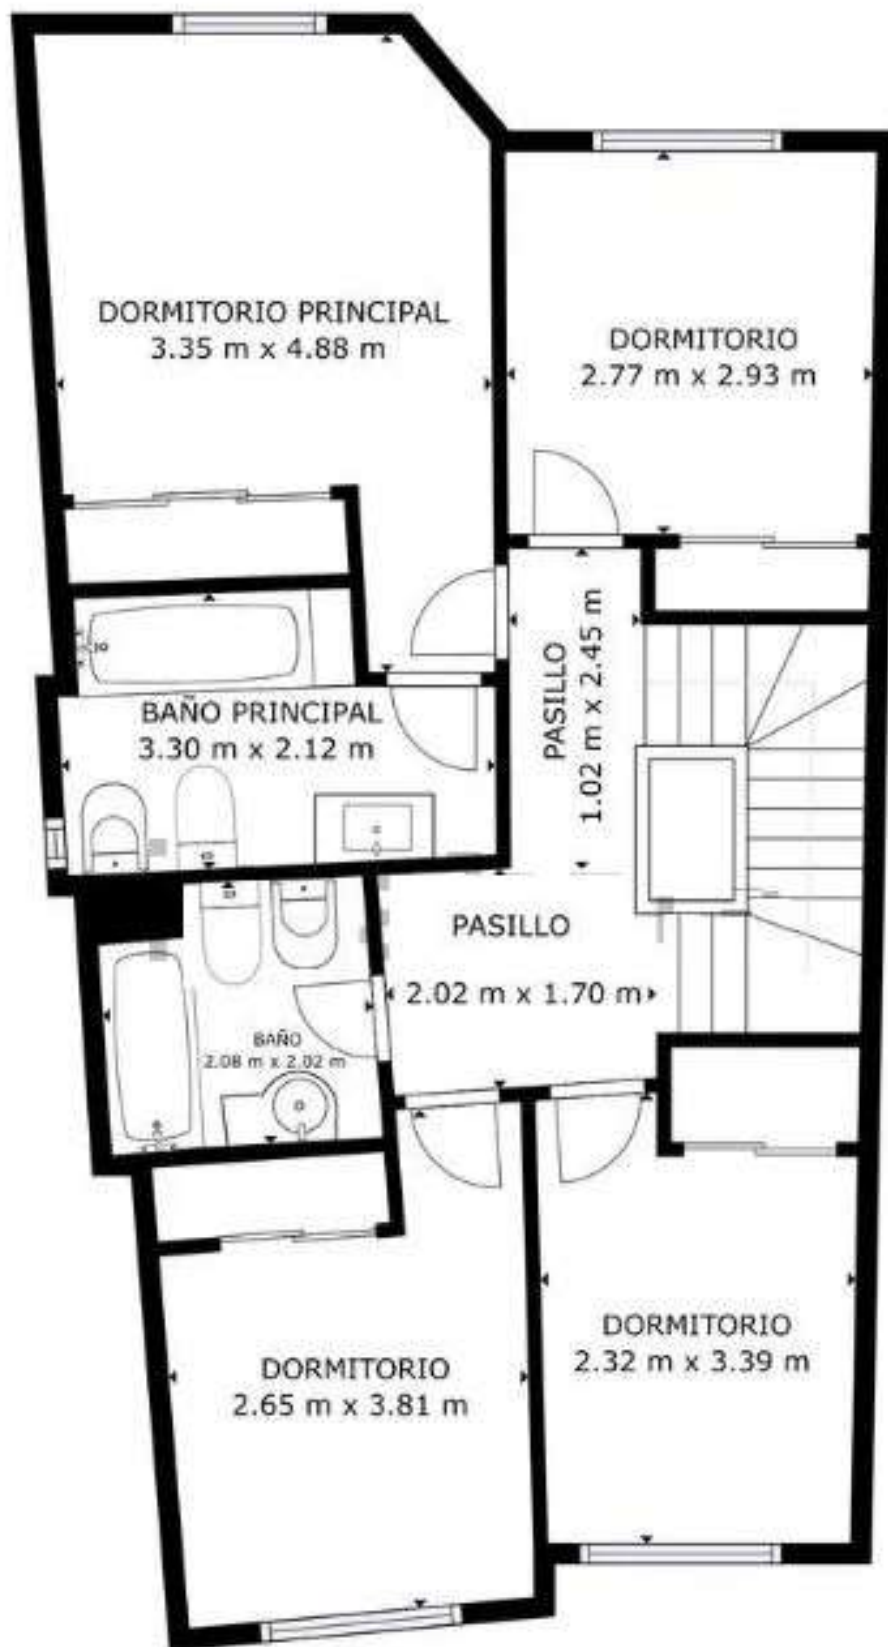 DORMITORIO PRINCIPAL
3.35 m x 4.88 m
DORMITORIO
2.77 m x 2.93 m
PASILLO
1.02 m x 2.45 m
BAÑO PRINCIPAL
3.30 m x 2.12 m
PASILLO
2.02 m x 1.70 m
BAÑO
2.08 m x 2.02 m
DORMITORIO
2.32 m x 3.39 m
DORMITORIO
2.65 m x 3.81 m